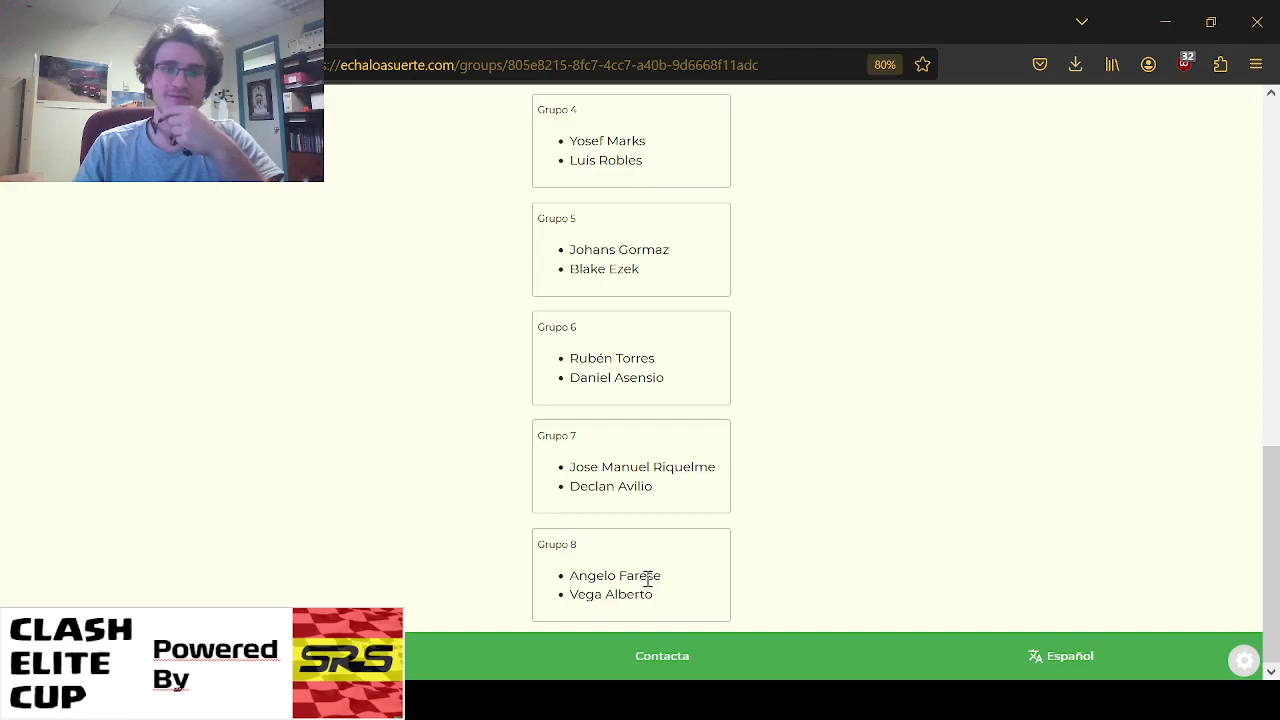 ://echaloasuerte.com/groups/805e8215-8fc7-4cc7-a40b-9d6668f11adc
80%
32
Grupo 4
Yosef Marks
Luis Robles
Grupo 5
Johans Gormaz
Blake Ezek
Grupo 6
Rubén Torres
Daniel Asensio
Grupo 7
Jose Manuel Riquelme
Declan Avilio
Grupo 8
Angelo Farese
Vega Alberto
Contacta
Español
CLASH
ELITE
CUP
Powered
By
SRS